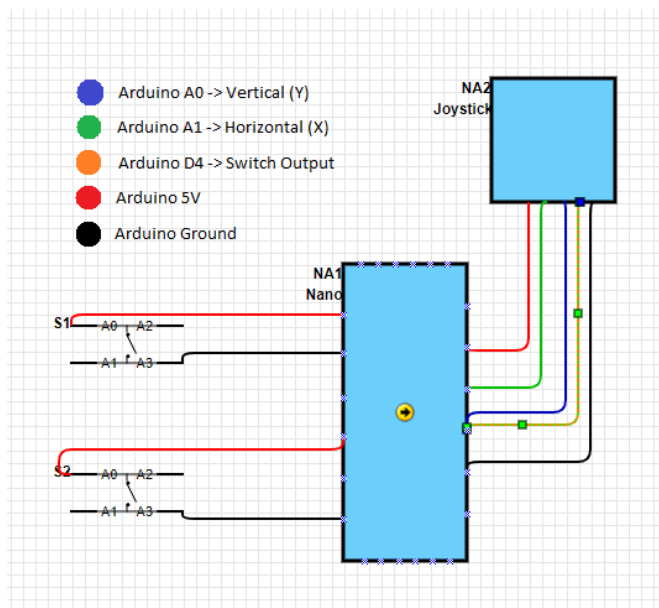 Arduino A0 -> Vertical (Y)
Arduino A1 -> Horizontal (X)
Arduino D4 -> Switch Output
Arduino 5V
Arduino Ground
NA2
Joystick
NA1
Nano
S1
A0 A2
A1 A3
S2
A0 A2
A1 A3